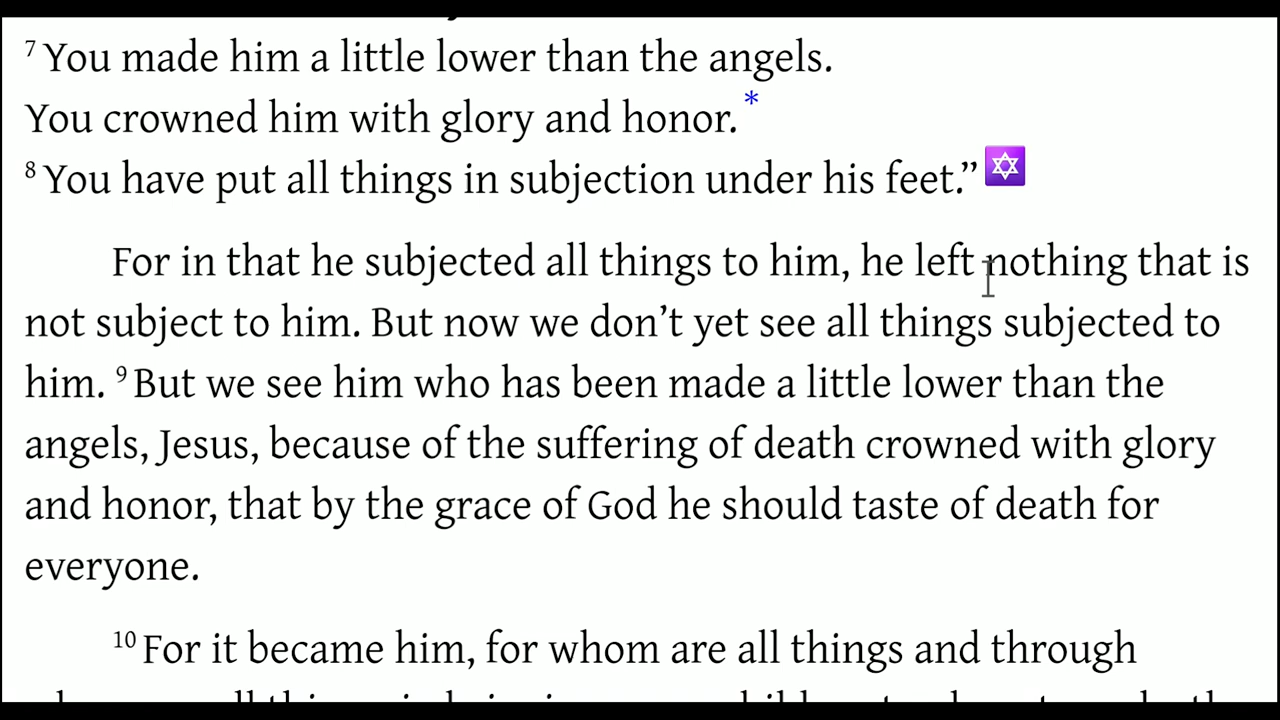 7 You made him a little lower than the angels.
You crowned him with glory and honor.*
8 You have put all things in subjection under his feet.”✡
For in that he subjected all things to him, he left nothing that is
not subject to him. But now we don’t yet see all things subjected to
him. 9 But we see him who has been made a little lower than the
angels, Jesus, because of the suffering of death crowned with glory
and honor, that by the grace of God he should taste of death for
everyone.
10 For it became him, for whom are all things and through